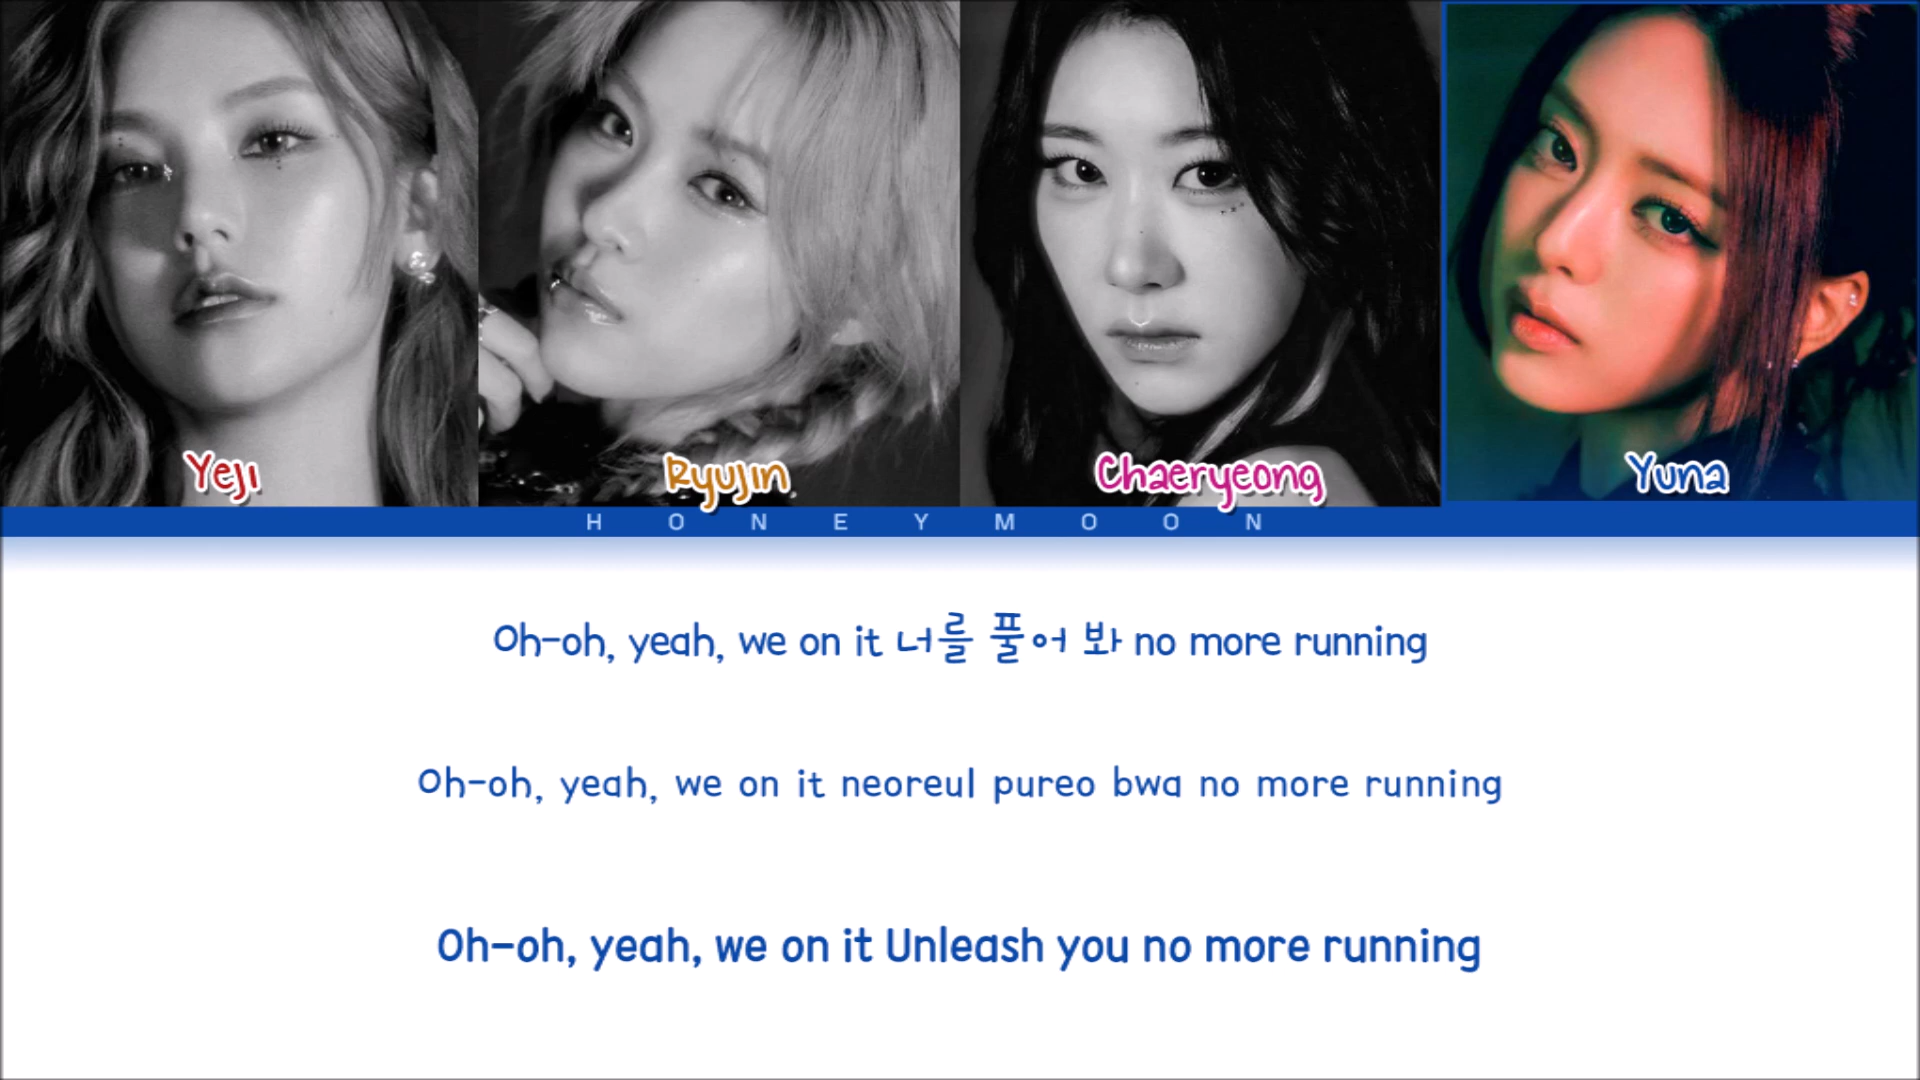 Yeji
Ryujin
Chaeryeong
Yuna
HONEYMOON
Oh-oh, yeah, we on it 너를 풀어 봐 no more running
Oh-oh, yeah, we on it neoreul pureo bwa no more running
Oh-oh, yeah, we on it Unleash you no more running